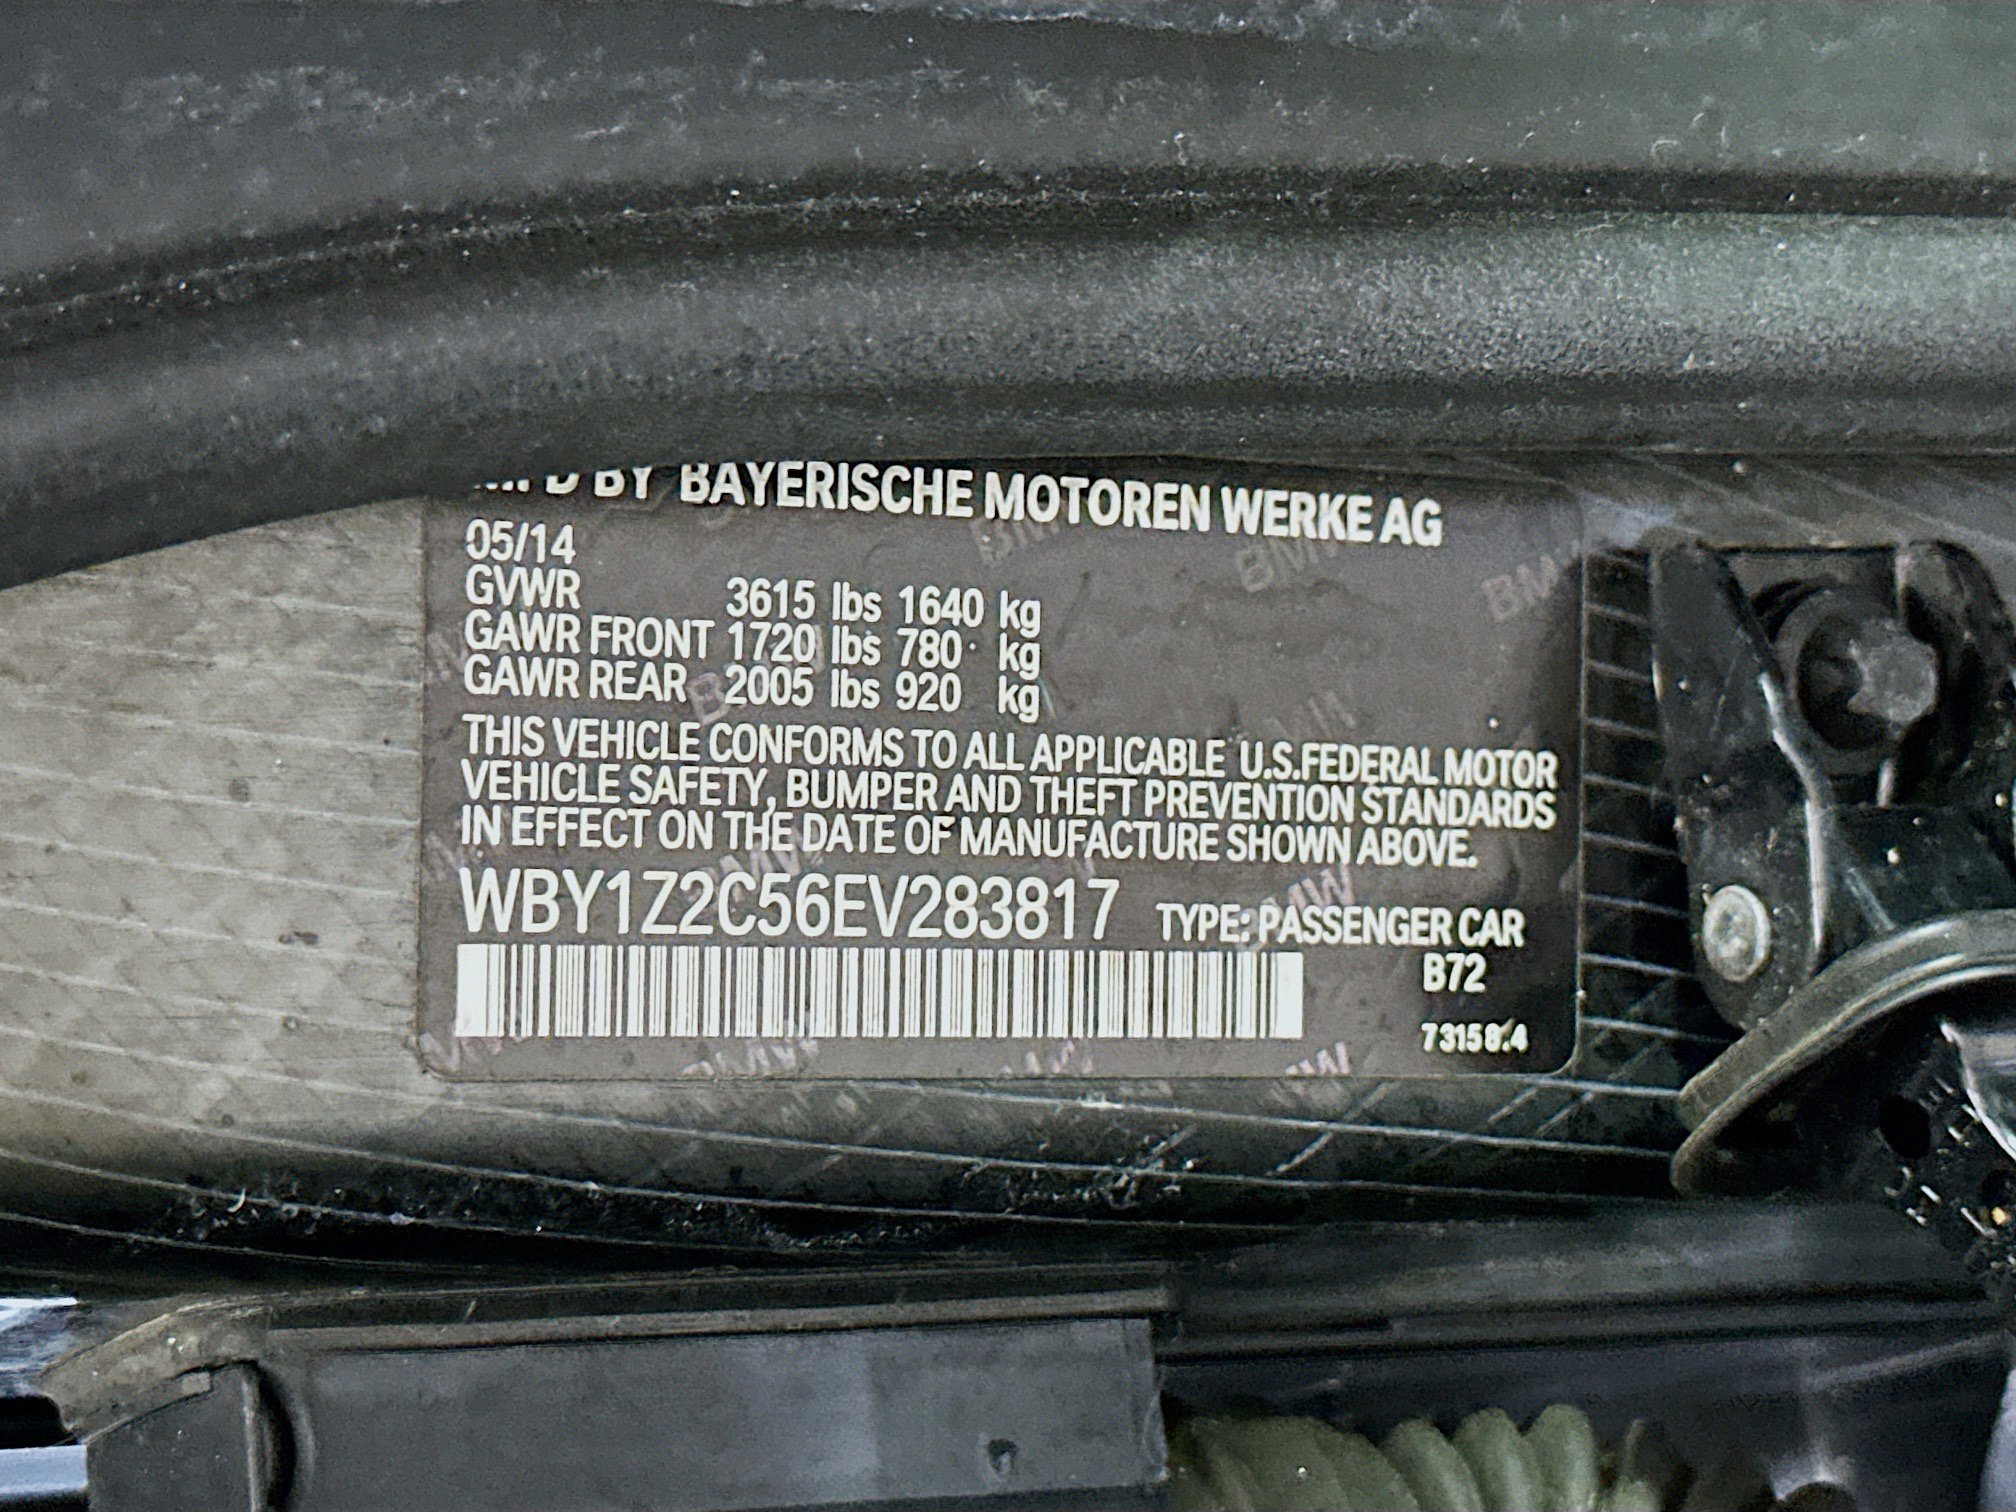 BY BAYERISCHE MOTOREN WERKE AG
05/14
GVWR 3615 lbs 1640 kg
GAWR FRONT 1720 lbs 780 kg
GAWR REAR 2005 lbs 920 kg
THIS VEHICLE CONFORMS TO ALL APPLICABLE U.S.FEDERAL MOTOR
VEHICLE SAFETY, BUMPER AND THEFT PREVENTION STANDARDS
IN EFFECT ON THE DATE OF MANUFACTURE SHOWN ABOVE.
WBY1Z2C56EV283817 TYPE: PASSENGER CAR
B72